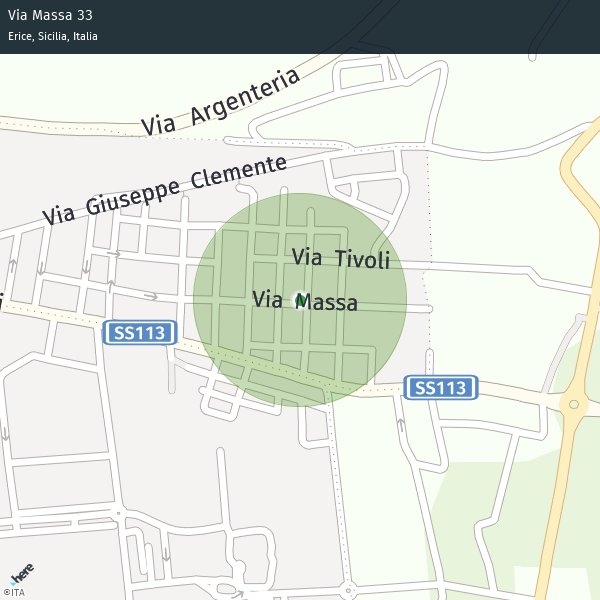 Via Massa 33
Erice, Sicilia, Italia
Via Argenteria
Via Giuseppe Clemente
Via Tivoli
Via Massa
i
SS113
SS113
here
©ITA